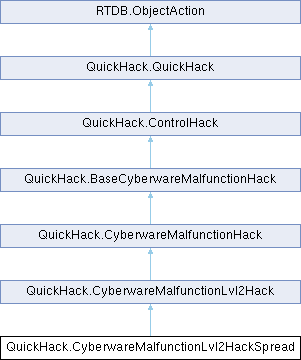 RTDB.ObjectAction
QuickHack.QuickHack
QuickHack.ControlHack
QuickHack.BaseCyberwareMalfunctionHack
QuickHack.CyberwareMalfunctionHack
QuickHack.CyberwareMalfunctionLvl2Hack
QuickHack.CyberwareMalfunctionLvl2HackSpread